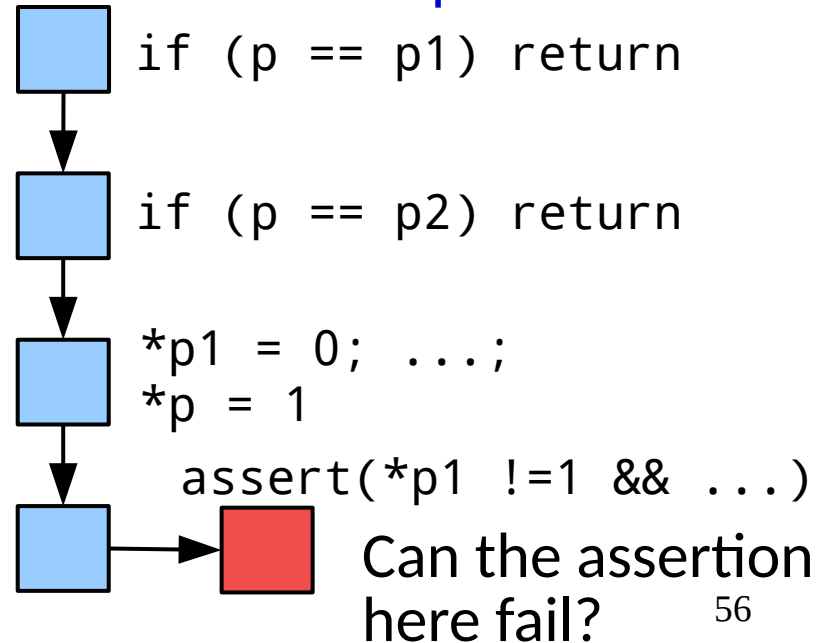 if (p == p1) return
if (p == p2) return
*p1 = 0; ...;
*p = 1
assert(*p1 !=1 && ...)
Can the assertion
here fail?
56